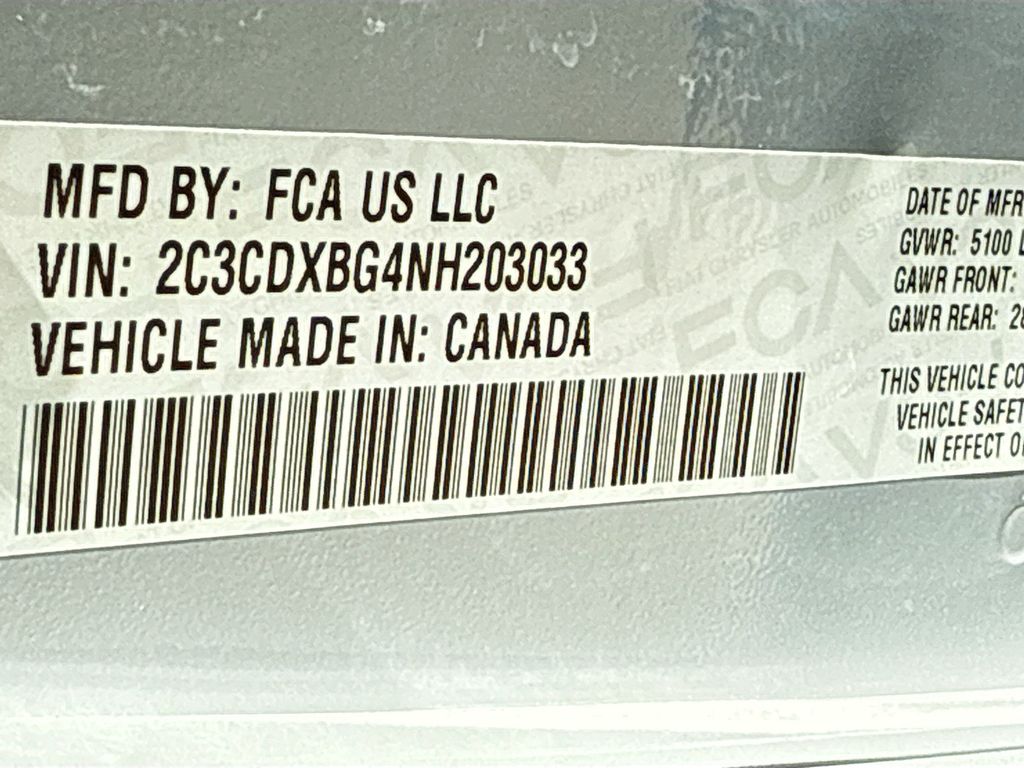 MFD BY: FCA US LLC
VIN: 2C3CDXBG4NH203033
VEHICLE MADE IN: CANADA
DATE OF MFR
GVWR: 5100
GAWR FRONT:
GAWR REAR:
THIS VEHICLE CO
VEHICLE SAFET
IN EFFECT O